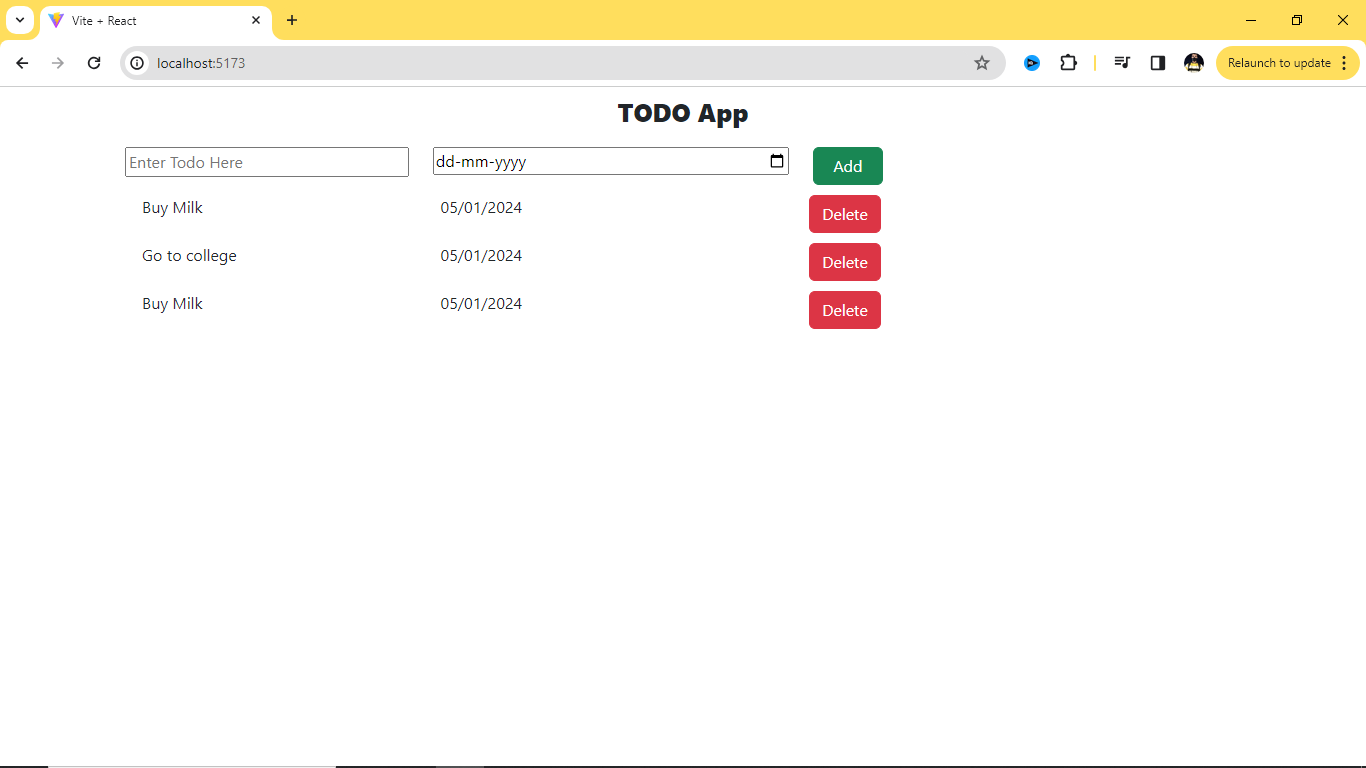 Vite + React
localhost:5173
Relaunch to update
TODO App
Enter Todo Here dd-mm-yyyy Add
Buy Milk 05/01/2024 Delete
Go to college 05/01/2024 Delete
Buy Milk 05/01/2024 Delete